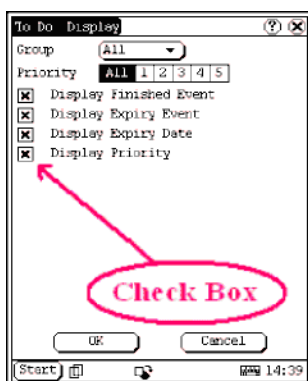 To Do Display ? X
Group All
Priority All 1 2 3 4 5
Display Finished Event
Display Expiry Event
Display Expiry Date
Display Priority
Check Box
OK Cancel
Start 14:39